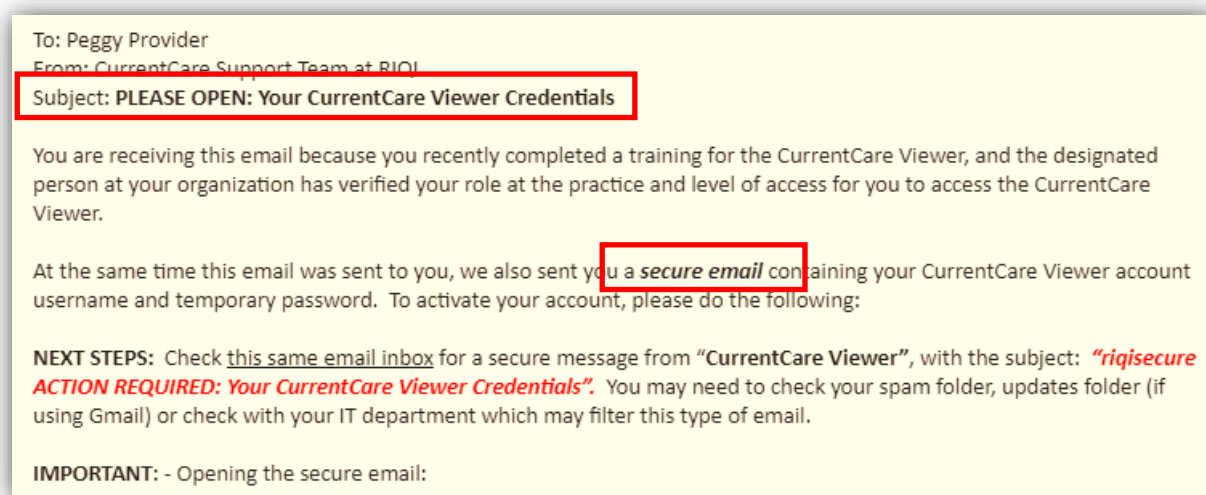 To: Peggy Provider
From: CurrentCare Support Team at RIQI
Subject: PLEASE OPEN: Your CurrentCare Viewer Credentials
You are receiving this email because you recently completed a training for the CurrentCare Viewer, and the designated
person at your organization has verified your role at the practice and level of access for you to access the CurrentCare
Viewer.
At the same time this email was sent to you, we also sent you a secure email containing your CurrentCare Viewer account
username and temporary password.  To activate your account, please do the following:
NEXT STEPS:  Check this same email inbox for a secure message from “CurrentCare Viewer”, with the subject:  “riqisecure
ACTION REQUIRED: Your CurrentCare Viewer Credentials”.  You may need to check your spam folder, updates folder (if
using Gmail) or check with your IT department which may filter this type of email.
IMPORTANT: - Opening the secure email: